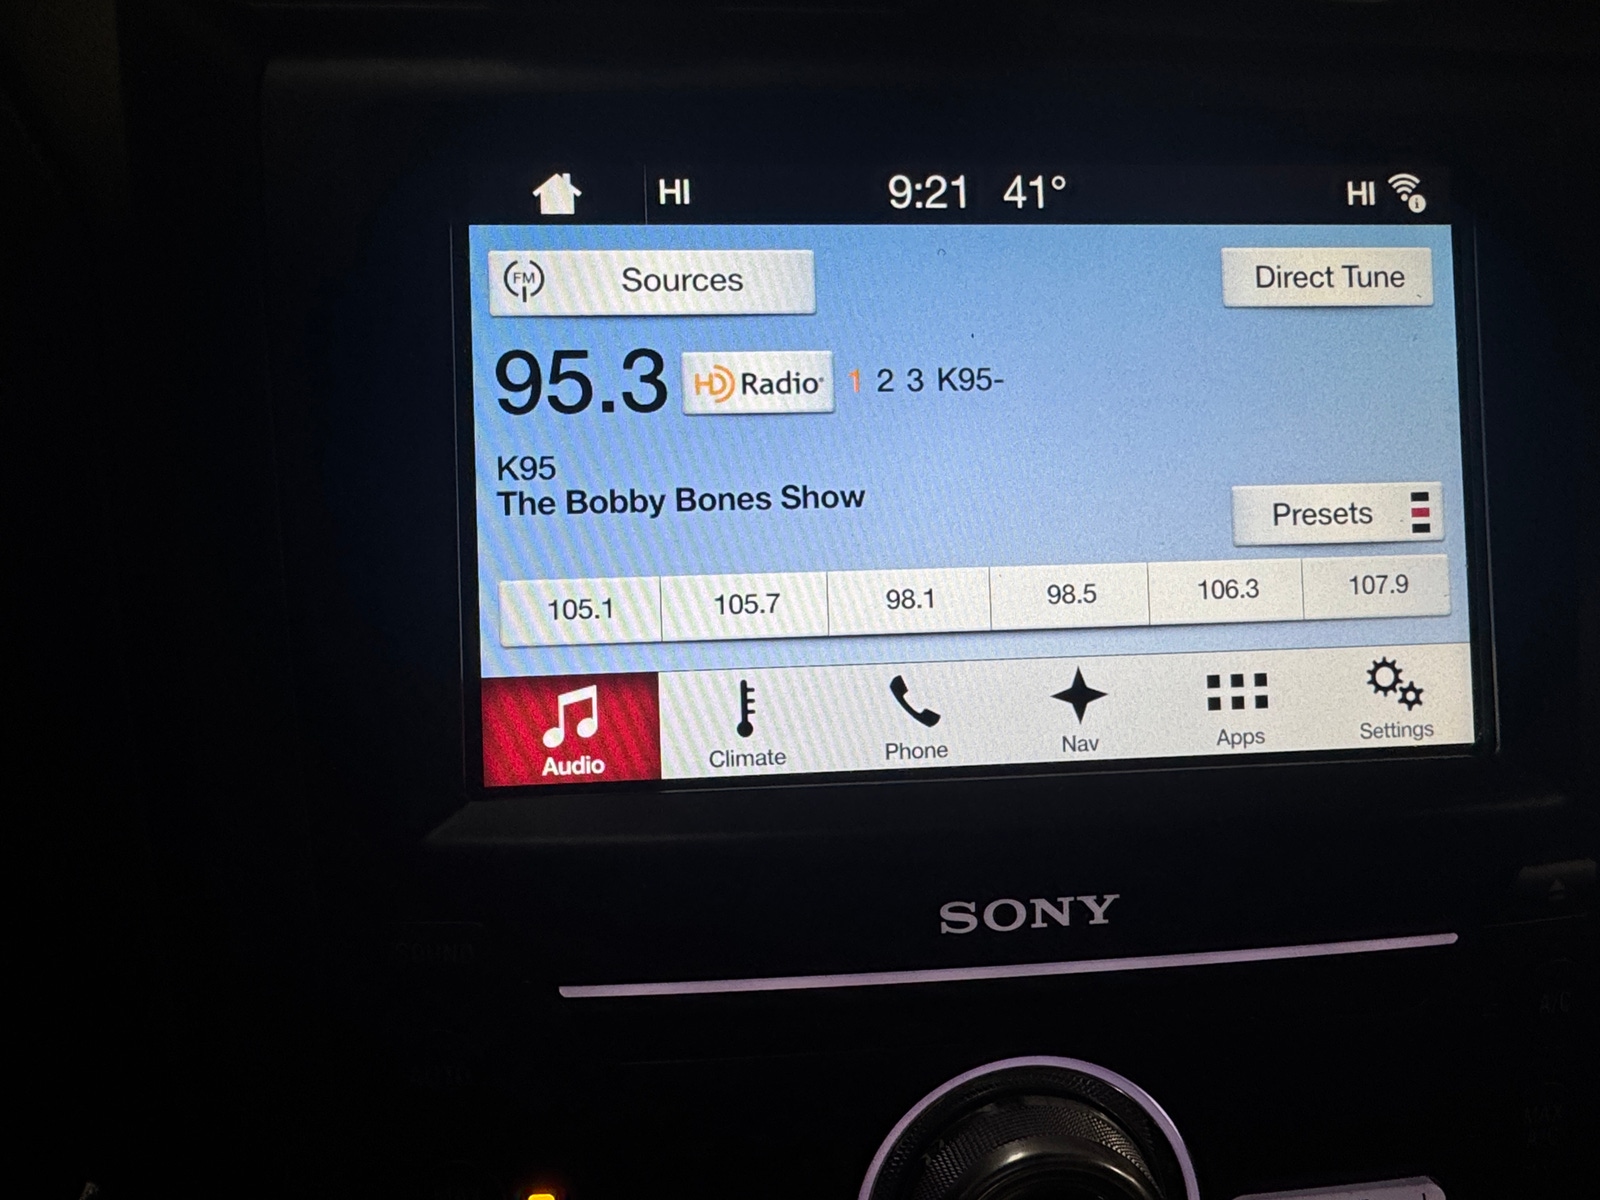 HI 9:21 41° HI
FM Sources Direct Tune
95.3 HD Radio® 1 2 3 K95-
K95
The Bobby Bones Show
Presets
105.1 105.7 98.1 98.5 106.3 107.9
Audio Climate Phone Nav Apps Settings
SONY
SOUND
A/C